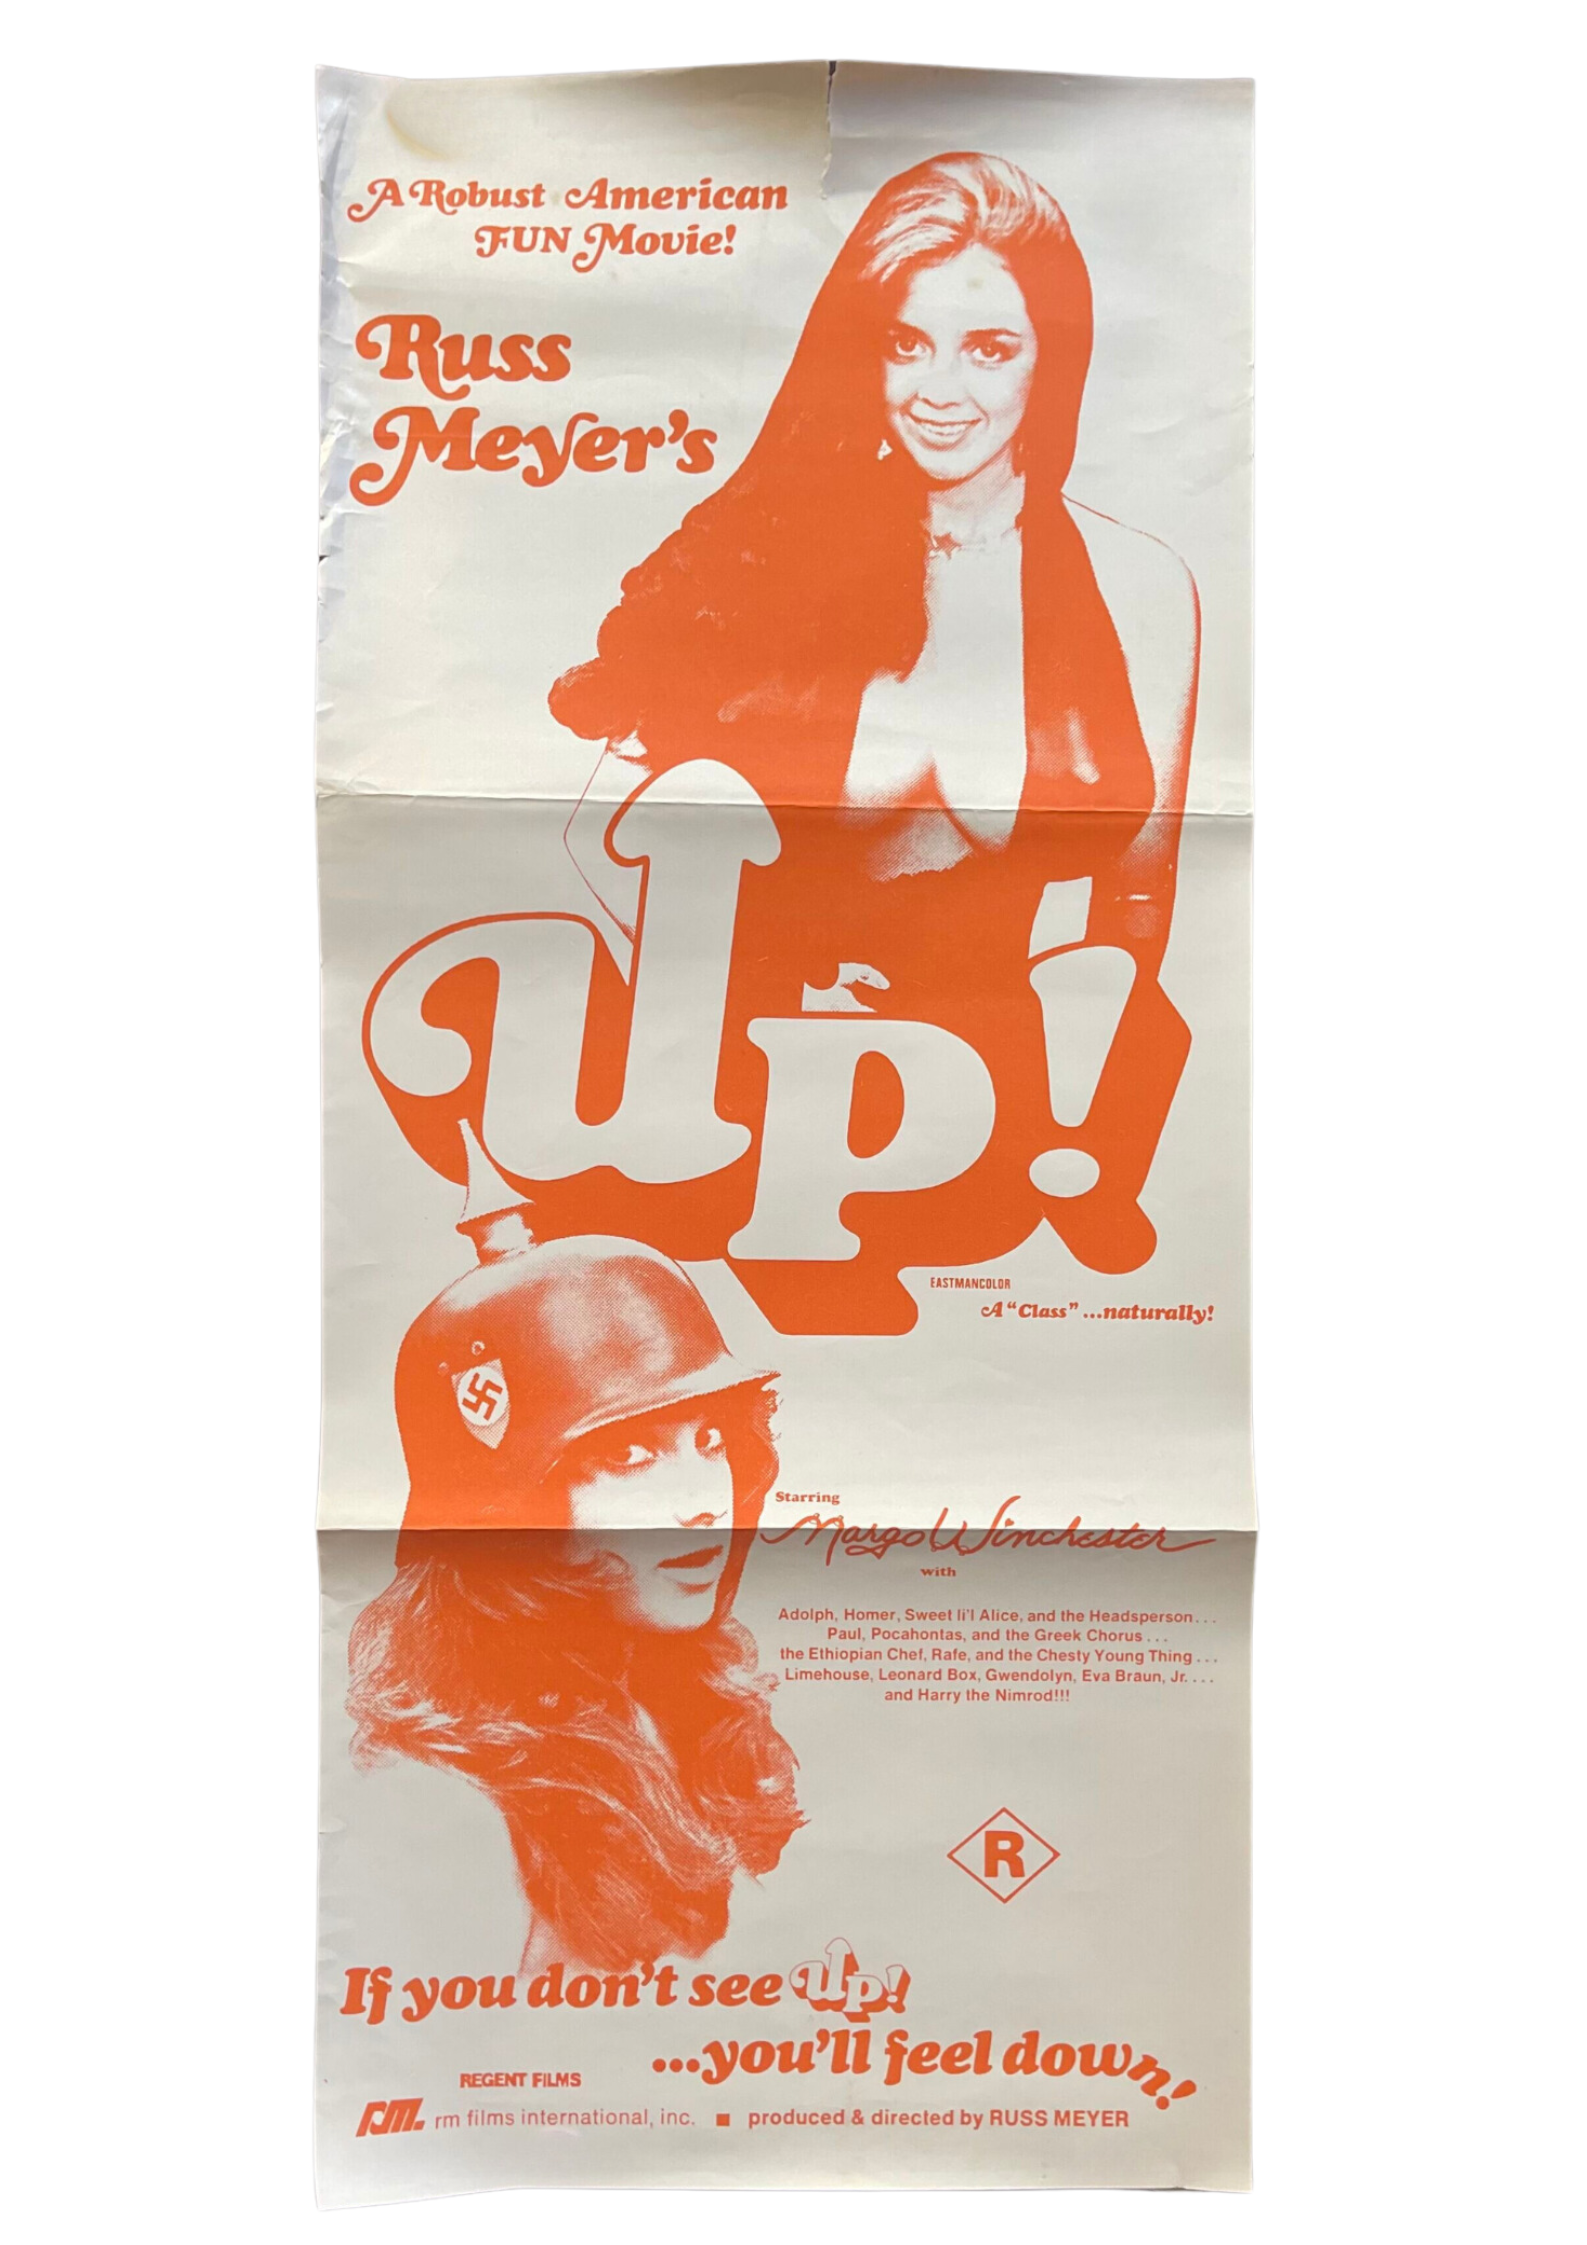 A Robust American
FUN Movie!
Russ
Meyer's
Up!
EASTMANCOLOR
A "Class" ...naturally!
Starring
Margo Winchester
with
Adolph, Homer, Sweet li'l Alice, and the Headsperson...
Paul, Pocahontas, and the Greek Chorus...
the Ethiopian Chef, Rafe, and the Chesty Young Thing...
Limehouse, Leonard Box, Gwendolyn, Eva Braun, Jr....
and Harry the Nimrod!!!
R
If you don't see Up!
...you'll feel down!
REGENT FILMS
rm. rm films international, inc. ■ produced & directed by RUSS MEYER